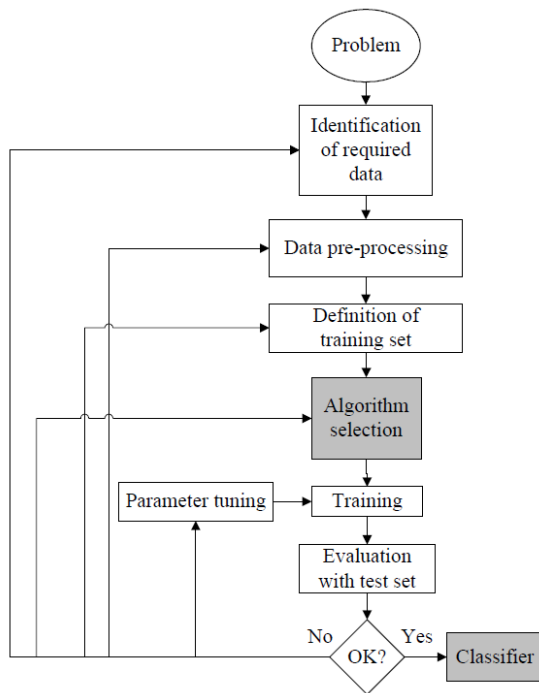 Problem
Identification
of required
data
Data pre-processing
Definition of
training set
Algorithm
selection
Parameter tuning
Training
Evaluation
with test set
No
Yes
OK?
Classifier